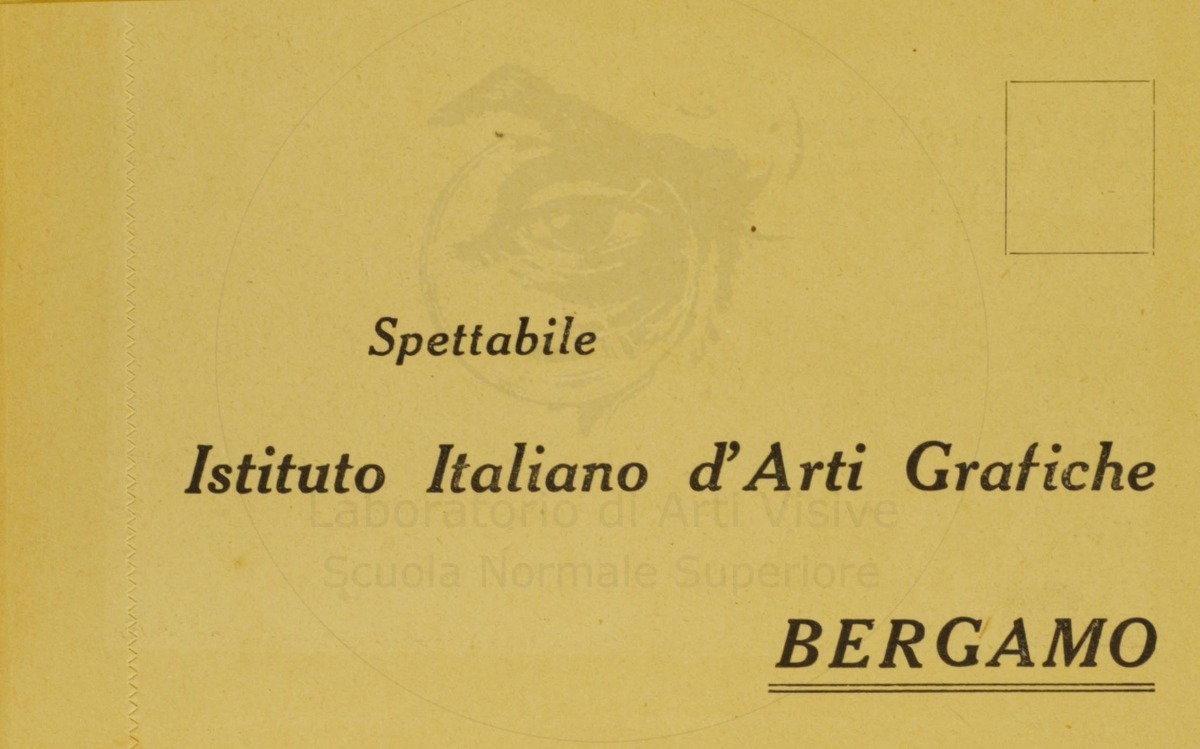 Spettabile
Istituto Italiano d'Arti Grafiche
Laboratorio di Arti Visive
Scuola Normale Superiore
BERGAMO